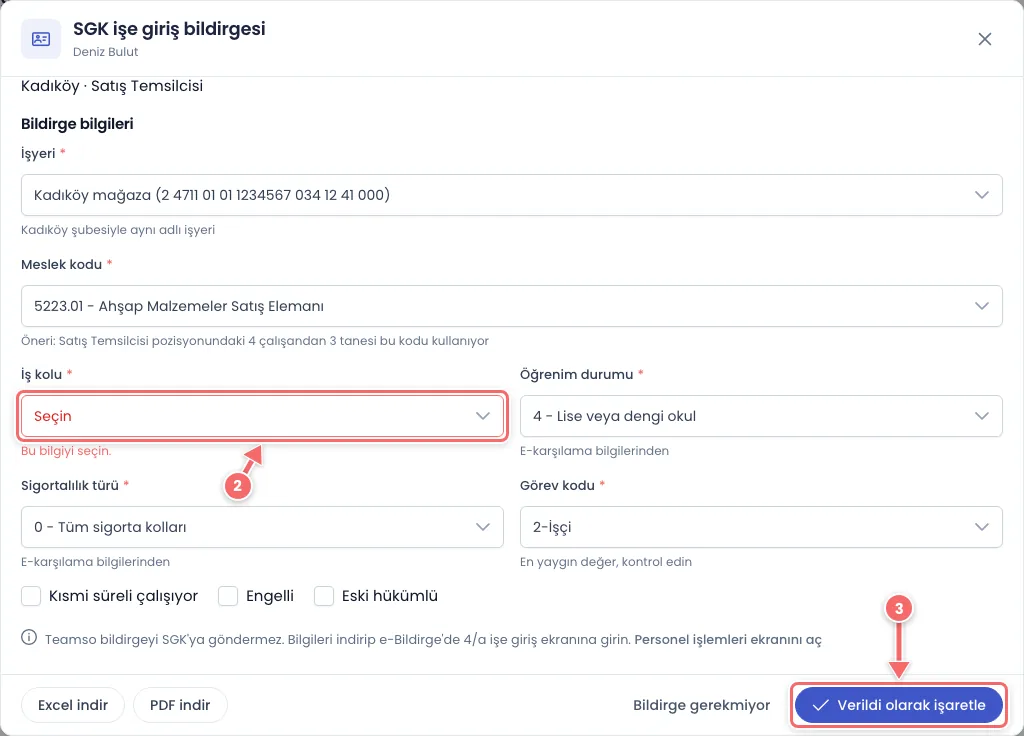 SGK işe giriş bildirgesi
Deniz Bulut
Kadıköy · Satış Temsilcisi
Bildirge bilgileri
İşyeri *
Kadıköy mağaza (2 4711 01 01 1234567 034 12 41 000)
Kadıköy şubesiyle aynı adlı işyeri
Meslek kodu *
5223.01 - Ahşap Malzemeler Satış Elemanı
Öneri: Satış Temsilcisi pozisyonundaki 4 çalışandan 3 tanesi bu kodu kullanıyor
İş kolu *
Seçin
Bu bilgiyi seçin.
2
Öğrenim durumu *
4 - Lise veya dengi okul
E-karşılama bilgilerinden
Sigortalılık türü *
0 - Tüm sigorta kolları
E-karşılama bilgilerinden
Görev kodu *
2-İşçi
En yaygın değer, kontrol edin
Kısmi süreli çalışıyor
Engelli
Eski hükümlü
3
Teamso bildirgeyi SGK'ya göndermez. Bilgileri indirip e-Bildirge'de 4/a işe giriş ekranına girin. Personel işlemleri ekranını aç
Excel indir
PDF indir
Bildirge gerekmiyor
Verildi olarak işaretle